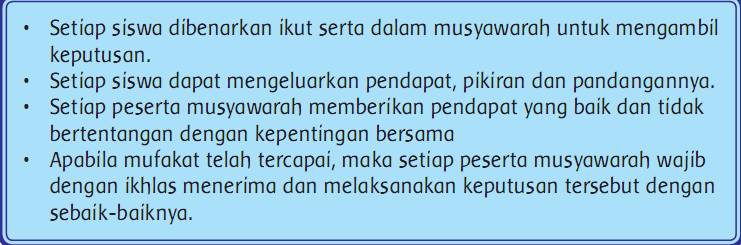 • Setiap siswa dibenarkan ikut serta dalam musyawarah untuk mengambil
keputusan.
• Setiap siswa dapat mengeluarkan pendapat, pikiran dan pandangannya.
• Setiap peserta musyawarah memberikan pendapat yang baik dan tidak
bertentangan dengan kepentingan bersama
• Apabila mufakat telah tercapai, maka setiap peserta musyawarah wajib
dengan ikhlas menerima dan melaksanakan keputusan tersebut dengan
sebaik-baiknya.